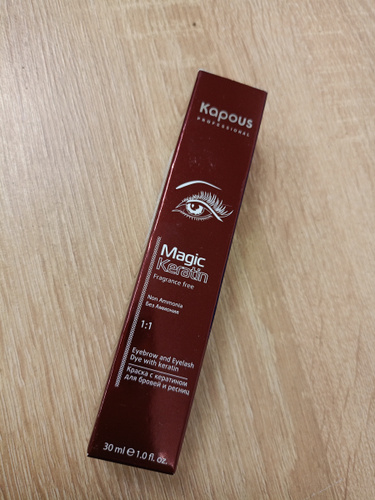 Kapous
PROFESSIONAL
Magic
Keratin
Fragrance free
Non Ammonia
Без Аммония
1:1
Eyebrow and Eyelash
Dye with keratin
Краска с кератином
для бровей и ресниц
30 ml e 1.0 fl. oz.